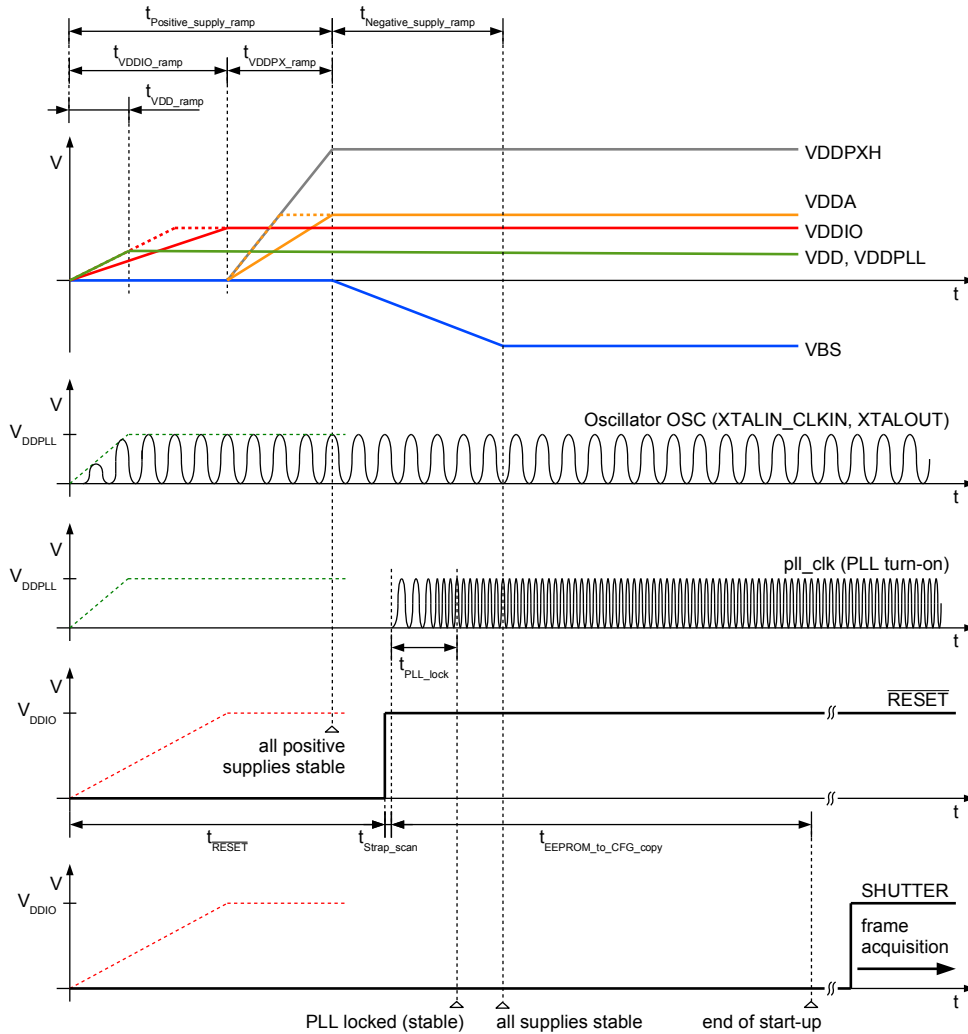 tPositive_supply_ramp
tNegative_supply_ramp
tVDDIO_ramp
tVDDPX_ramp
tVDD_ramp
V
VDDPXH
VDDA
VDDIO
VDD, VDDPLL
t
VBS
V
VDDPLL
Oscillator OSC (XTALIN_CLKIN, XTALOUT)
t
V
VDDPLL
pll_clk (PLL turn-on)
t
tPLL_lock
V
VDDIO
RESET
all positive
supplies stable
t
tRESET
tStrap_scan
tEEPROM_to_CFG_copy
V
VDDIO
SHUTTER
frame
acquisition
t
PLL locked (stable)
all supplies stable
end of start-up